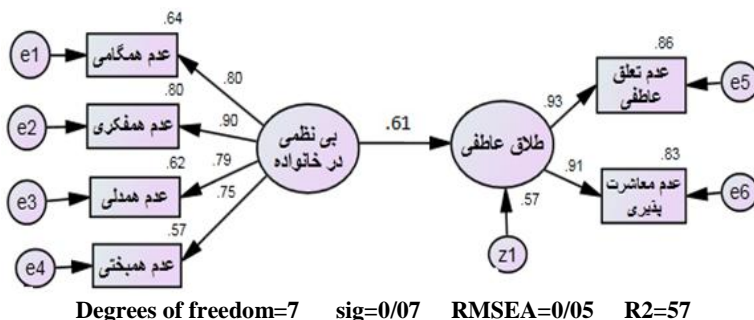 .64
e1
عدم همگامی
.80
.80
e2
عدم همفکری
.90
.62
e3
عدم همدلی
.79
.57
e4
عدم همبختی
.75
بی نظمی
در خانواده
.61
طلاق عاطفی
.57
z1
.93
.86
عدم تعلق
عاطفی
e5
.91
.83
عدم معاشرت
پذیری
e6
Degrees of freedom=7 sig=0/07 RMSEA=0/05 R2=57